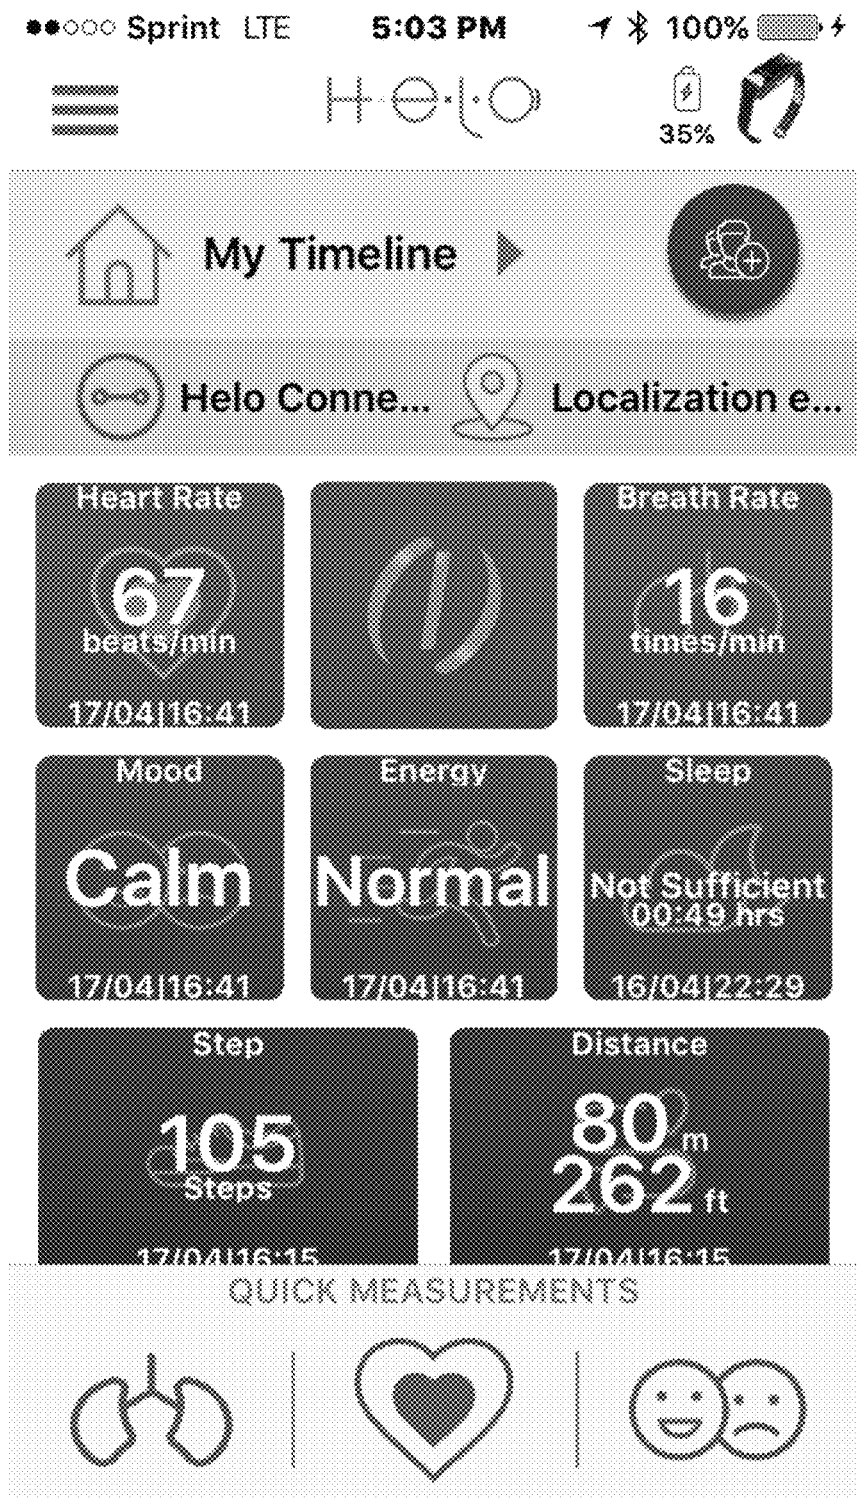 Sprint LTE 5:03 PM 100%
Helo
35%
My Timeline
Helo Conne... Localization e...
Heart Rate
67
beats/min
17/04|16:41
Breath Rate
16
times/min
17/04|16:41
Mood
Calm
17/04|16:41
Energy
Normal
17/04|16:41
Sleep
Not Sufficient
00:49 hrs
16/04|22:29
Step
105
Steps
17/04|16:15
Distance
80 m
262 ft
17/04|16:15
QUICK MEASUREMENTS